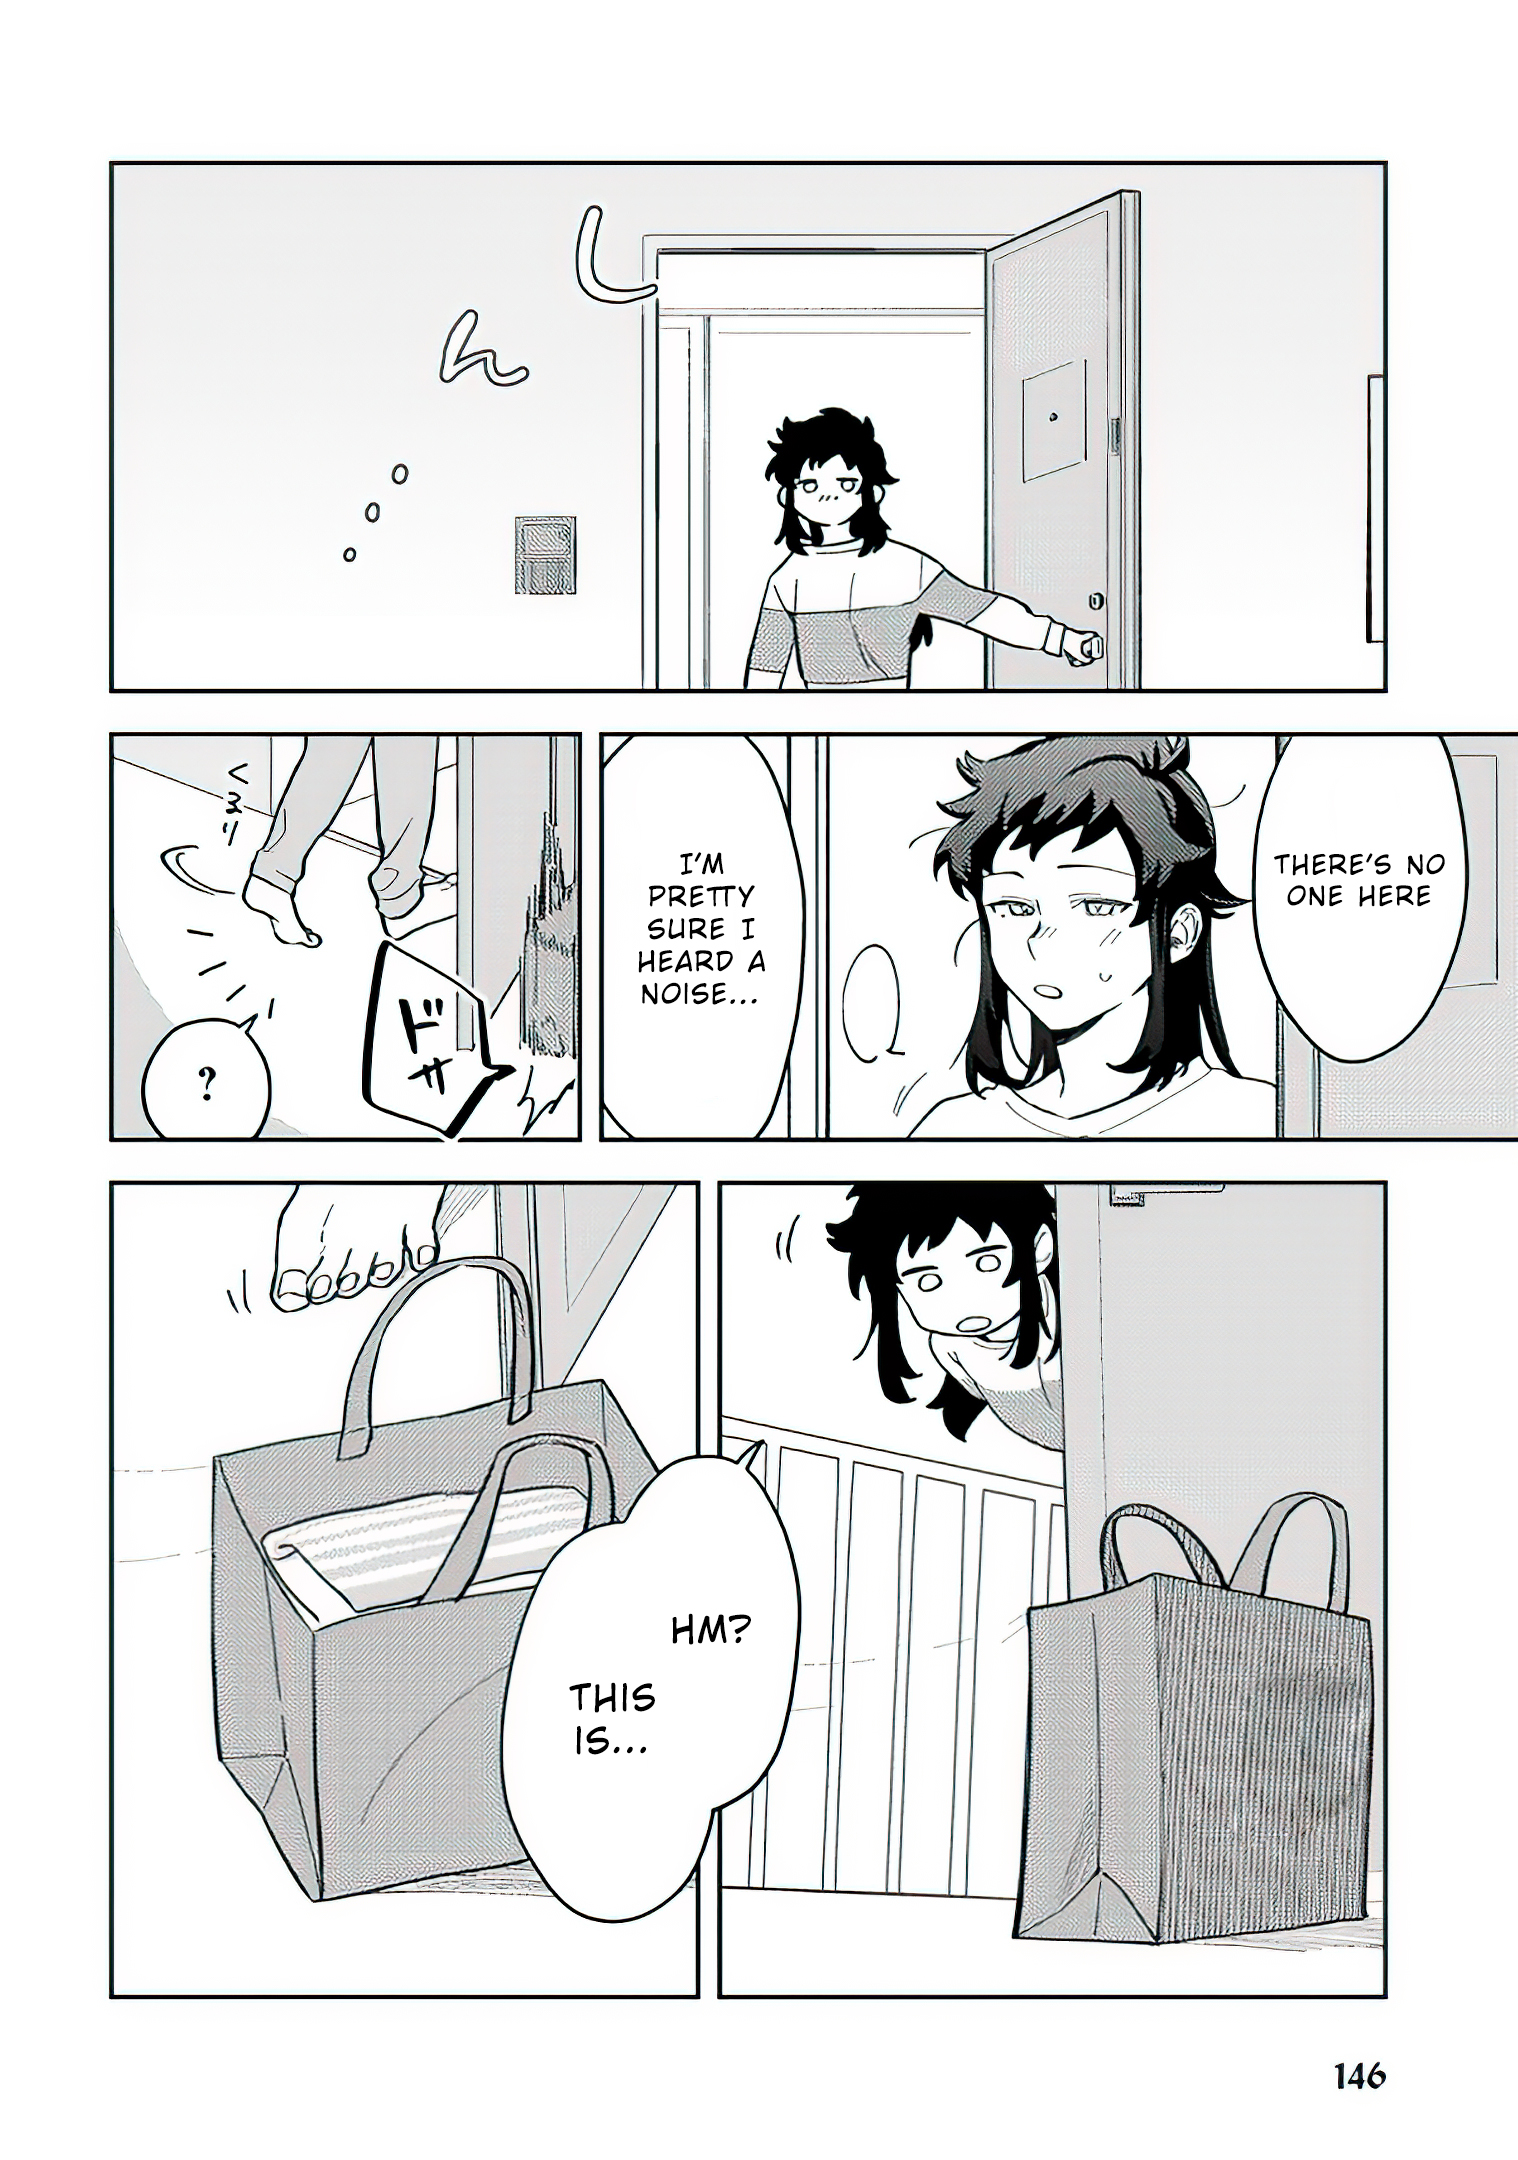 しん
THERE'S NO
ONE HERE
I'M
PRETTY
SURE I
HEARD A
NOISE...
くるり
ドサ
?
HM?
THIS
IS...
146